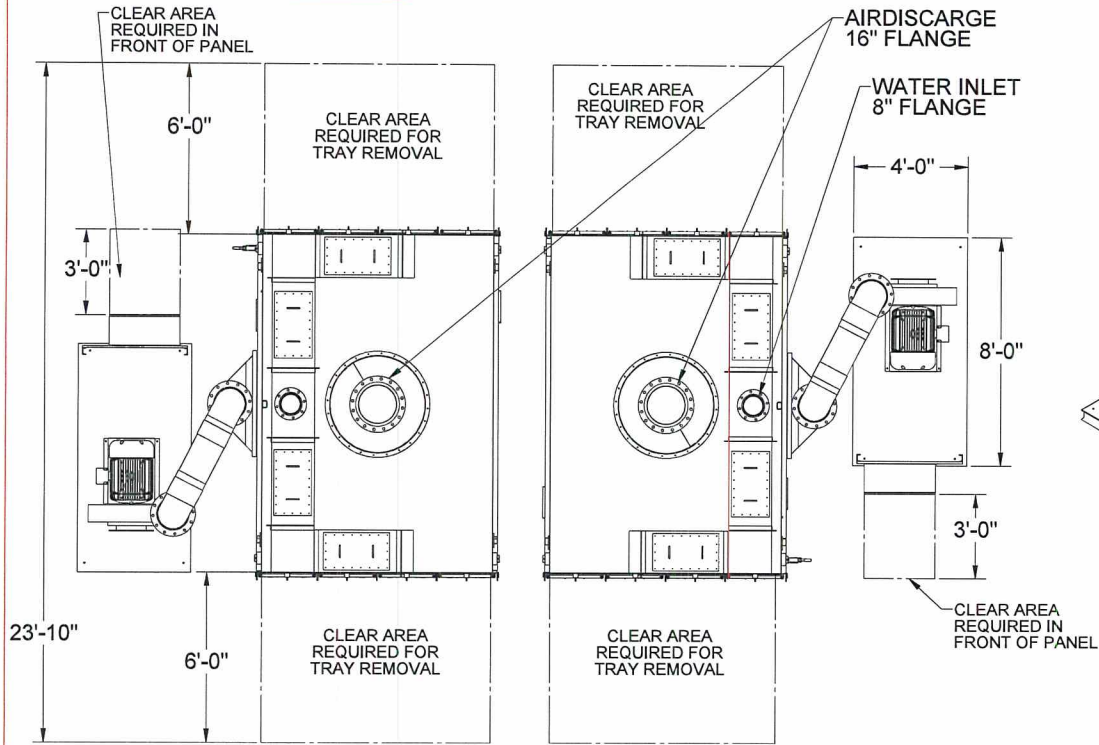 CLEAR AREA
REQUIRED IN
FRONT OF PANEL
AIRDISCARGE
16" FLANGE
WATER INLET
8" FLANGE
6'-0"
CLEAR AREA
REQUIRED FOR
TRAY REMOVAL
CLEAR AREA
REQUIRED FOR
TRAY REMOVAL
4'-0"
3'-0"
8'-0"
3'-0"
23'-10"
6'-0"
CLEAR AREA
REQUIRED FOR
TRAY REMOVAL
CLEAR AREA
REQUIRED FOR
TRAY REMOVAL
CLEAR AREA
REQUIRED IN
FRONT OF PANEL